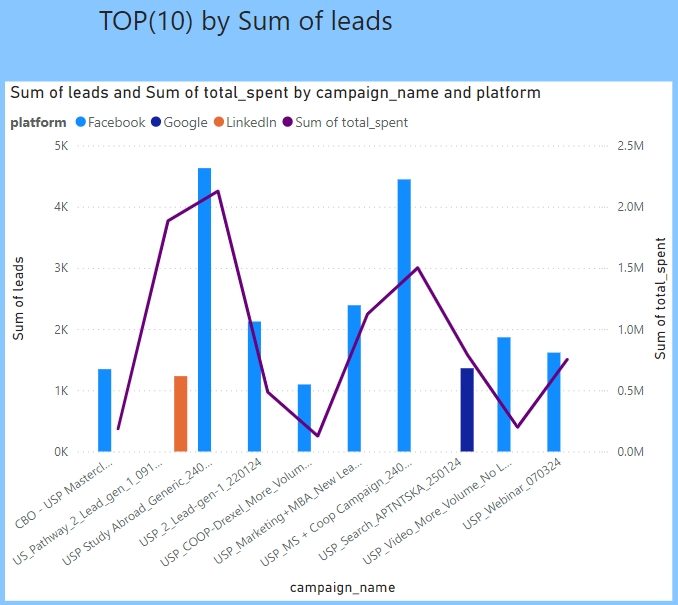 TOP(10) by Sum of leads
Sum of leads and Sum of total_spent by campaign_name and platform
platform Facebook Google LinkedIn Sum of total_spent
5K 2.5M
4K 2.0M
3K 1.5M
2K 1.0M
1K 0.5M
0K 0.0M
Sum of leads
Sum of total_spent
CBO - USP Mastercl...
US_Pathway_2_Lead_gen_1_091...
USP Study Abroad_Generic_240...
USP_2_Lead-gen-1_220124
USP_COOP-Drexel_More_Volum...
USP_Marketing+MBA_New Lea...
USP_MS + Coop Campaign_240...
USP_Search_APTNTSKA_250124
USP_Video_More_Volume_No L...
USP_Webinar_070324
campaign_name